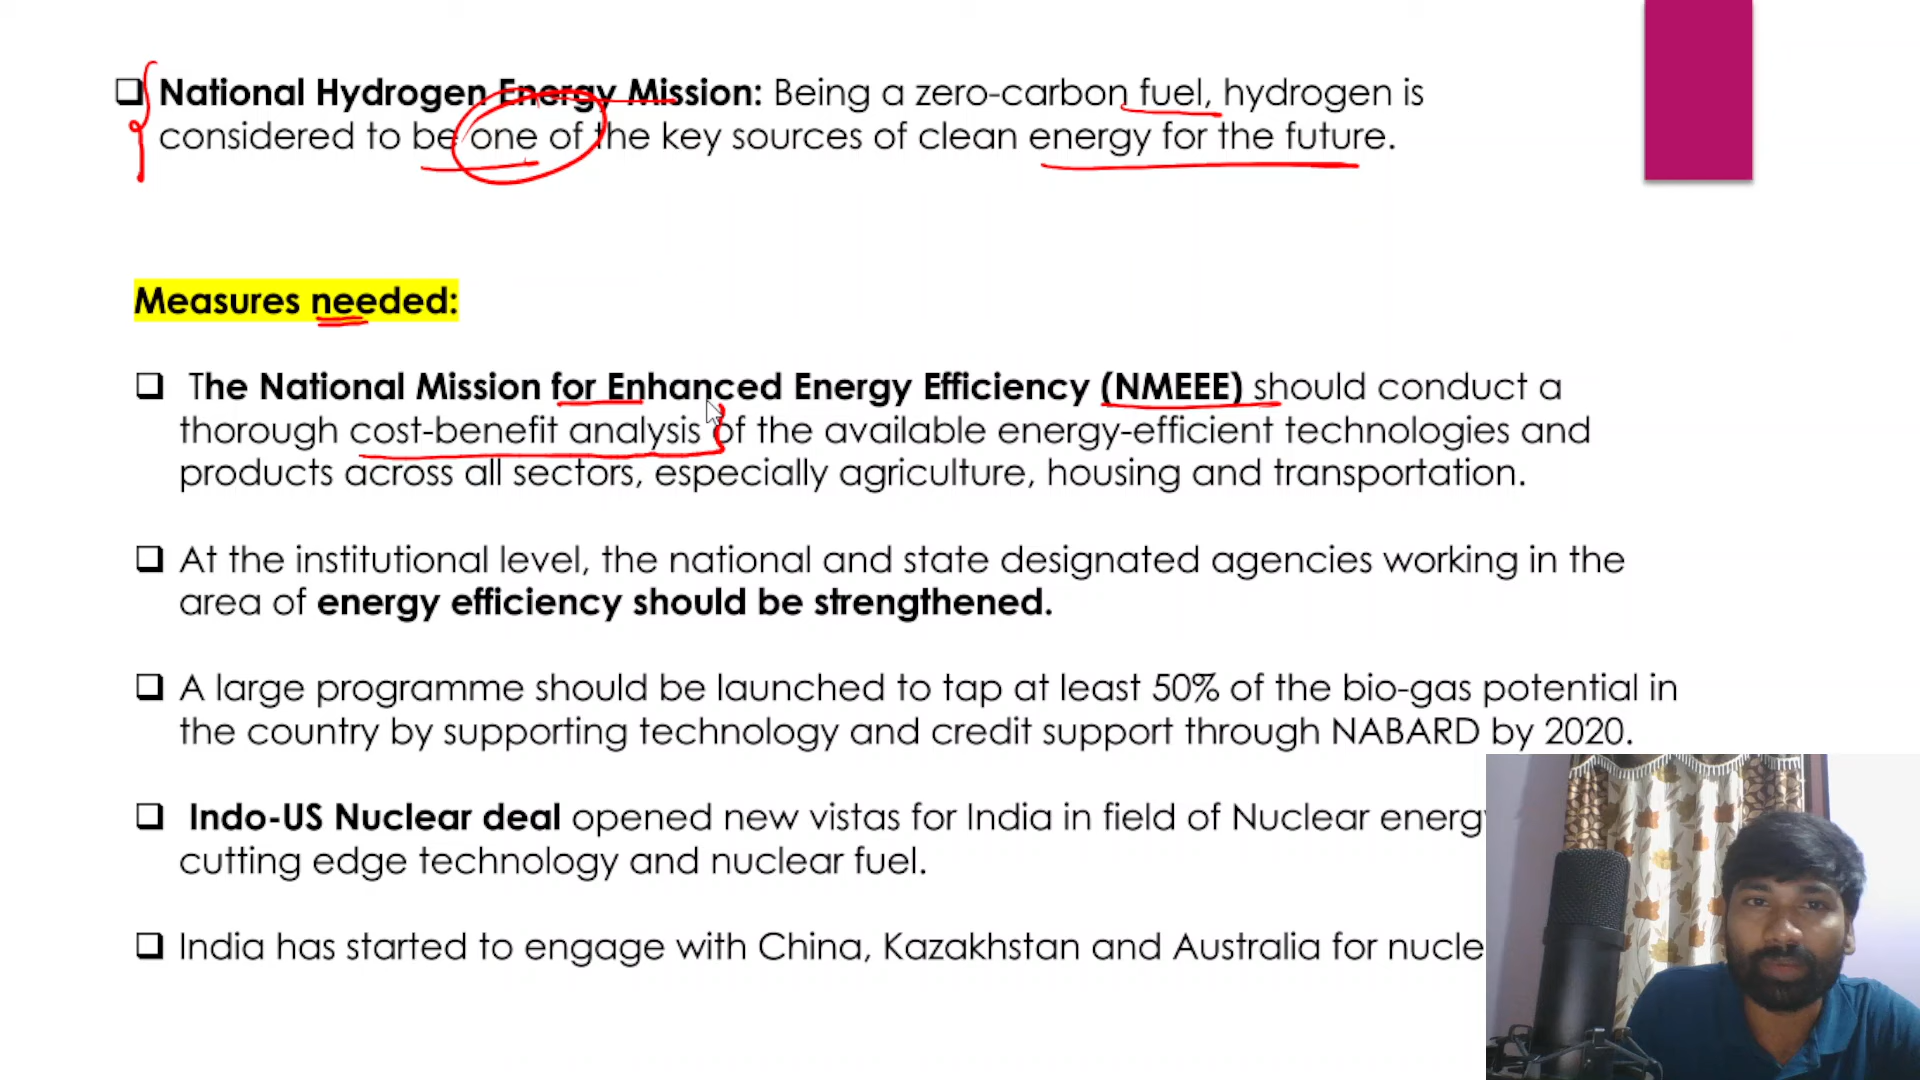 National Hydrogen Energy Mission: Being a zero-carbon fuel, hydrogen is
considered to be one of the key sources of clean energy for the future.
Measures needed:
The National Mission for Enhanced Energy Efficiency (NMEEE) should conduct a
thorough cost-benefit analysis of the available energy-efficient technologies and
products across all sectors, especially agriculture, housing and transportation.
At the institutional level, the national and state designated agencies working in the
area of energy efficiency should be strengthened.
A large programme should be launched to tap at least 50% of the bio-gas potential in
the country by supporting technology and credit support through NABARD by 2020.
Indo-US Nuclear deal opened new vistas for India in field of Nuclear energy
cutting edge technology and nuclear fuel.
India has started to engage with China, Kazakhstan and Australia for